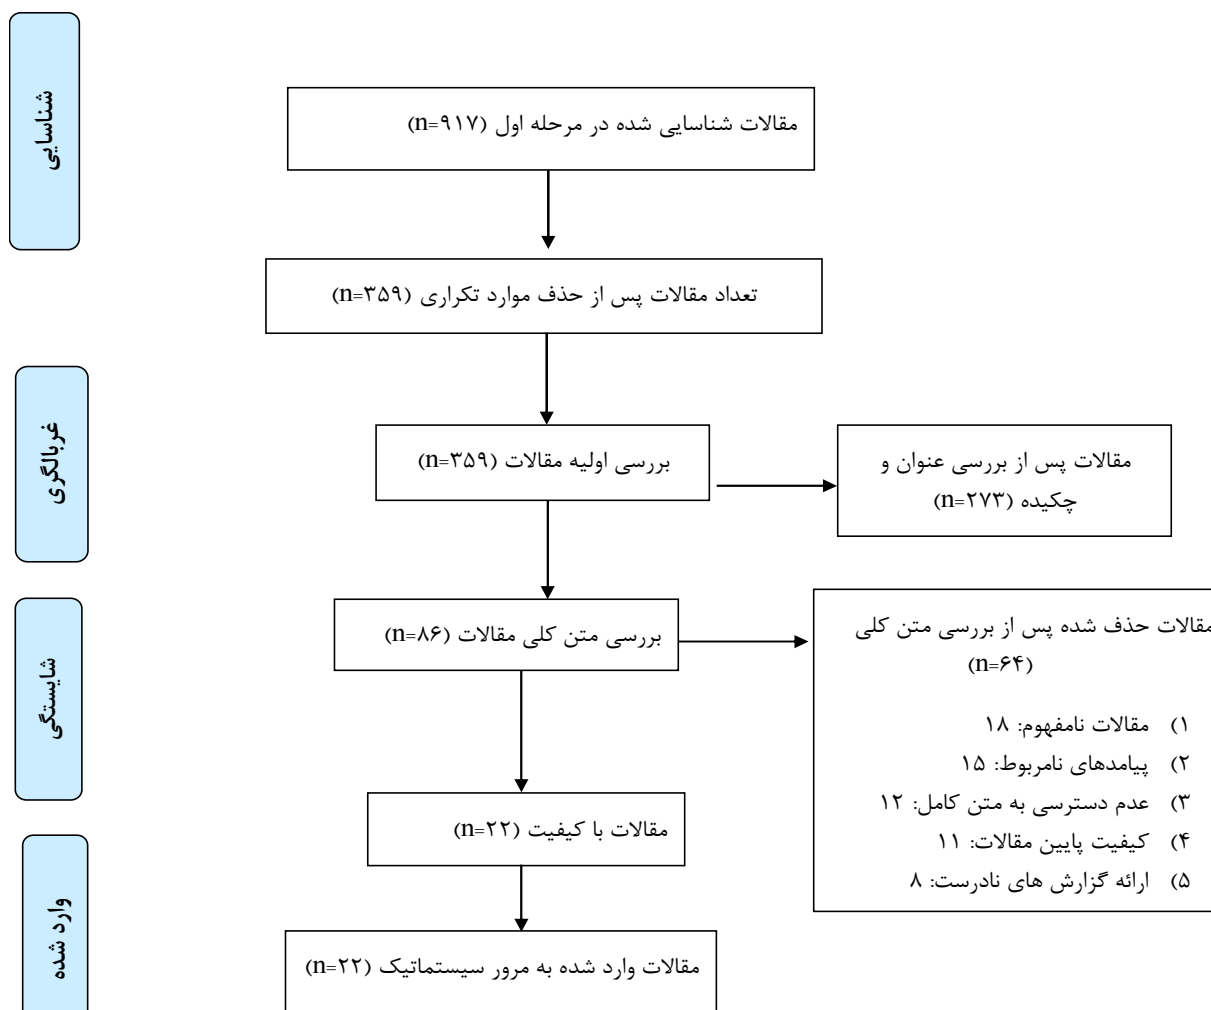 شناسایی
مقالات شناسایی شده در مرحله اول (n=۹۱۷)
تعداد مقالات پس از حذف موارد تکراری (n=۳۵۹)
غربالگری
بررسی اولیه مقالات (n=۳۵۹)
مقالات پس از بررسی عنوان و
چکیده (n=۲۷۳)
شایستگی
بررسی متن کلی مقالات (n=۸۶)
مقالات حذف شده پس از بررسی متن کلی
(n=۶۴)
۱) مقالات نامفهوم: ۱۸
۲) پیامدهای نامربوط: ۱۵
۳) عدم دسترسی به متن کامل: ۱۲
۴) کیفیت پایین مقالات: ۱۱
۵) ارائه گزارش های نادرست: ۸
مقالات با کیفیت (n=۲۲)
وارد شده
مقالات وارد شده به مرور سیستماتیک (n=۲۲)